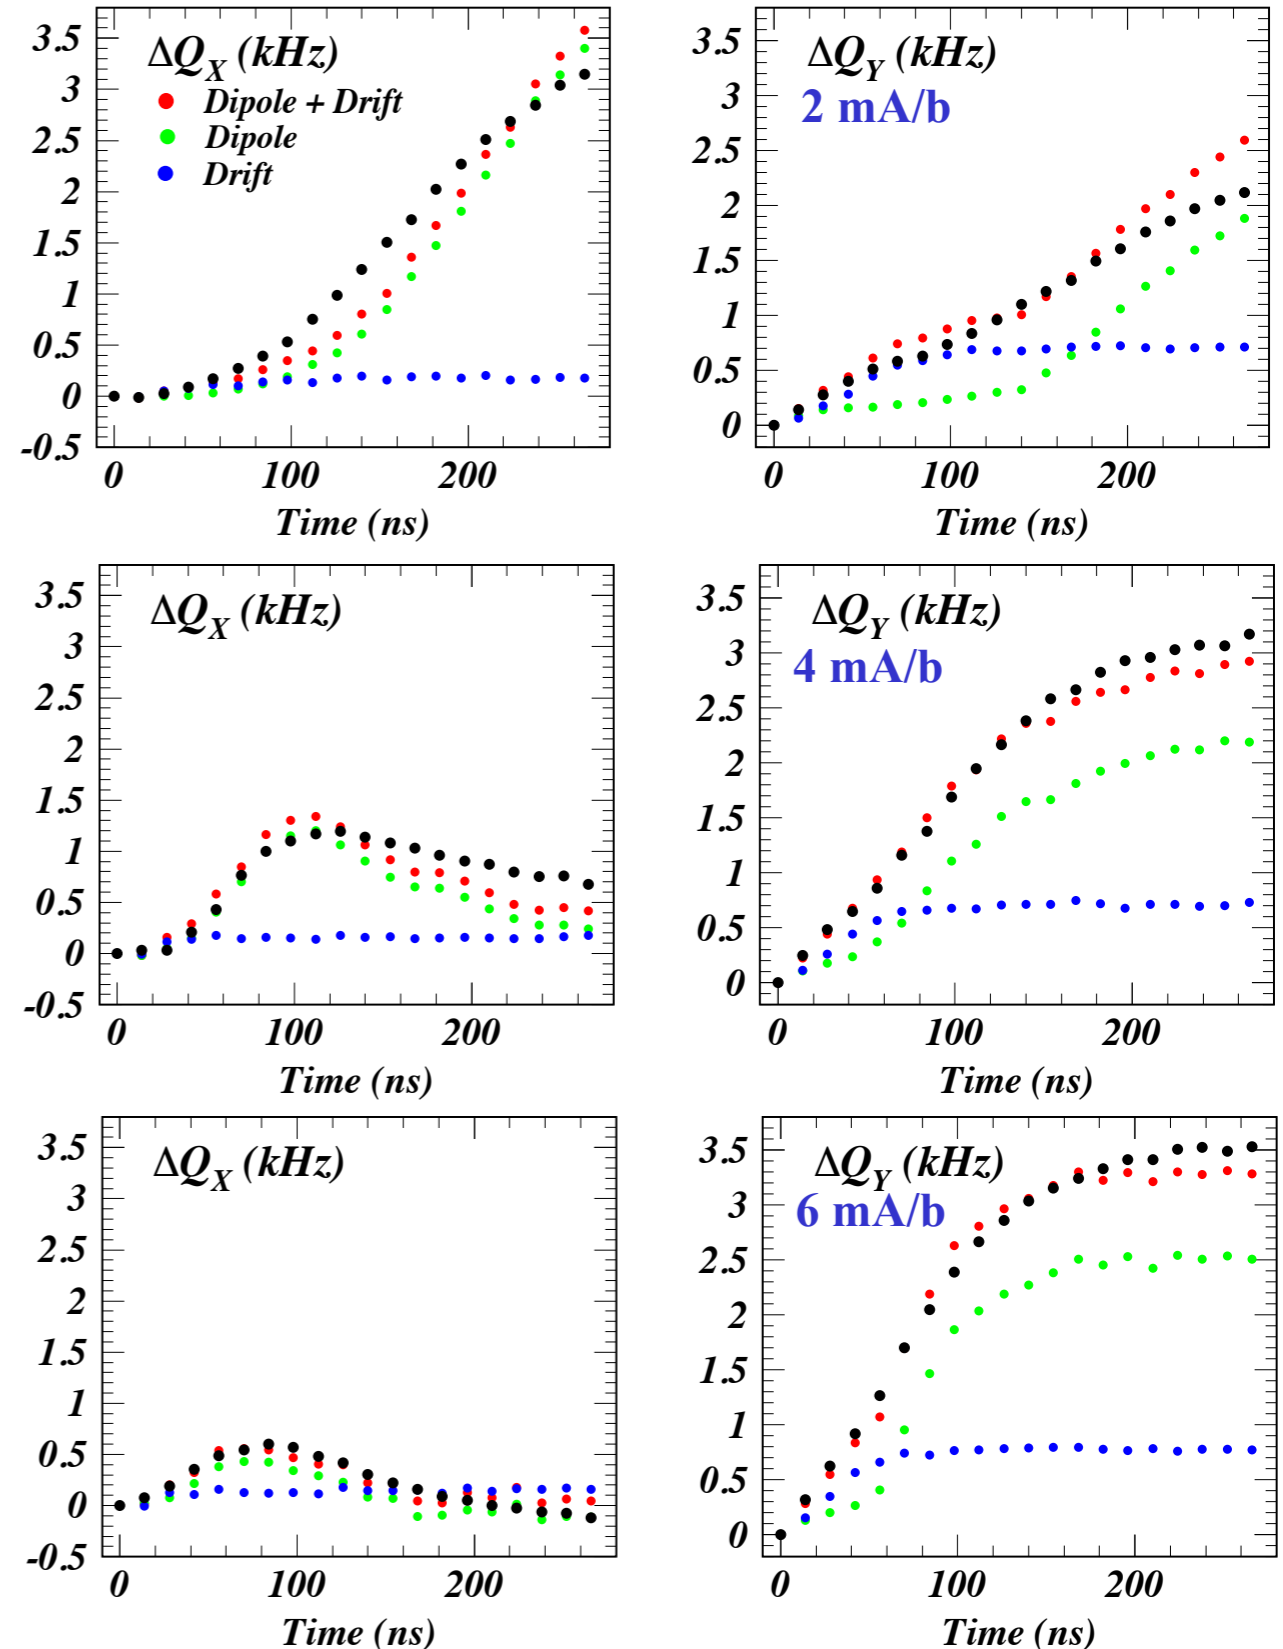 ΔQX (kHz)
Dipole + Drift
Dipole
Drift
3.5
3
2.5
2
1.5
1
0.5
0
-0.5
0 100 200
Time (ns)
ΔQY (kHz)
2 mA/b
3.5
3
2.5
2
1.5
1
0.5
0
0 100 200
Time (ns)
ΔQX (kHz)
3.5
3
2.5
2
1.5
1
0.5
0
-0.5
0 100 200
Time (ns)
ΔQY (kHz)
4 mA/b
3.5
3
2.5
2
1.5
1
0.5
0
0 100 200
Time (ns)
ΔQX (kHz)
3.5
3
2.5
2
1.5
1
0.5
0
-0.5
0 100 200
Time (ns)
ΔQY (kHz)
6 mA/b
3.5
3
2.5
2
1.5
1
0.5
0
0 100 200
Time (ns)